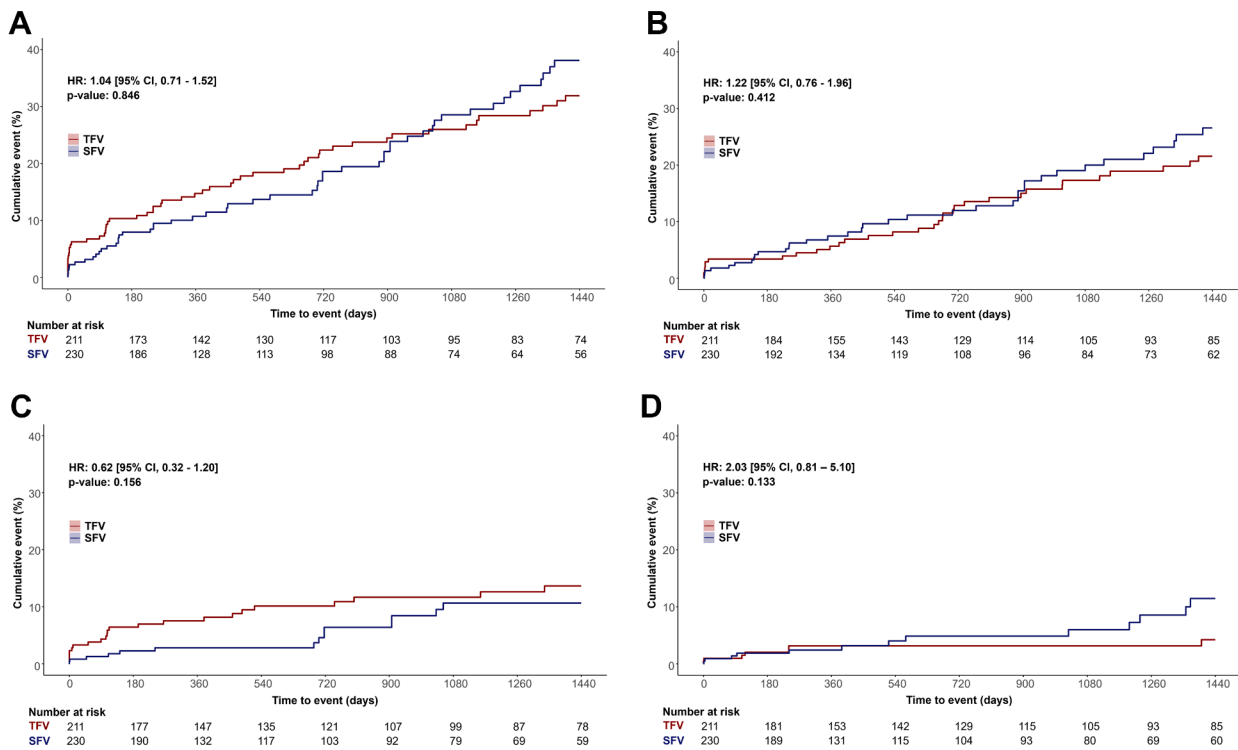 A
40
30
20
10
0
Cumulative event (%)
HR: 1.04 [95% CI, 0.71 - 1.52]
p-value: 0.846
TFV
SFV
0 180 360 540 720 900 1080 1260 1440
Time to event (days)
Number at risk
TFV 211 173 142 130 117 103 95 83 74
SFV 230 186 128 113 98 88 74 64 56
B
40
30
20
10
0
Cumulative event (%)
HR: 1.22 [95% CI, 0.76 - 1.96]
p-value: 0.412
TFV
SFV
0 180 360 540 720 900 1080 1260 1440
Time to event (days)
Number at risk
TFV 211 184 155 143 129 114 105 93 85
SFV 230 192 134 119 108 96 84 73 62
C
40
30
20
10
0
Cumulative event (%)
HR: 0.62 [95% CI, 0.32 - 1.20]
p-value: 0.156
TFV
SFV
0 180 360 540 720 900 1080 1260 1440
Time to event (days)
Number at risk
TFV 211 177 147 135 121 107 99 87 78
SFV 230 190 132 117 103 92 79 69 59
D
40
30
20
10
0
Cumulative event (%)
HR: 2.03 [95% CI, 0.81 – 5.10]
p-value: 0.133
TFV
SFV
0 180 360 540 720 900 1080 1260 1440
Time to event (days)
Number at risk
TFV 211 181 153 142 129 115 105 93 85
SFV 230 189 131 115 104 93 80 69 60